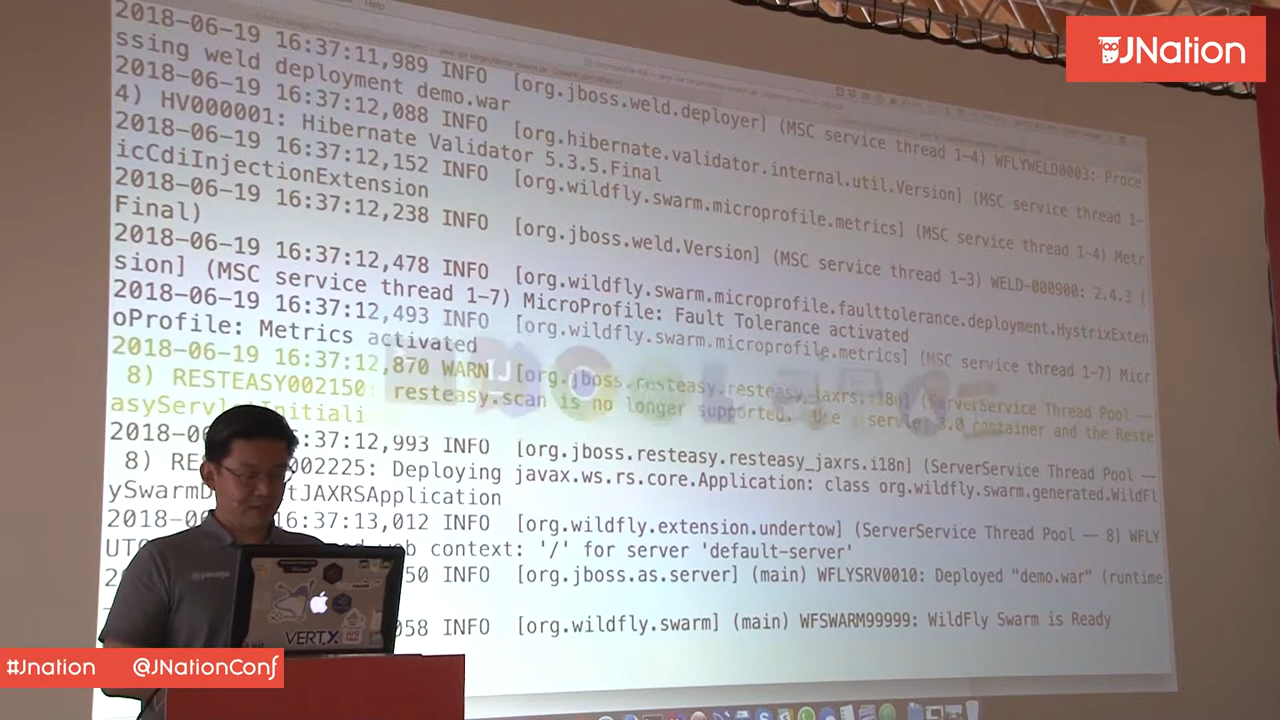 Help
JNation
2018-06-19 16:37:11,989 INFO [org.jboss.weld.deployer] (MSC service thread 1-4) WFLYWELD0003: Proce
ssing weld deployment demo.war
2018-06-19 16:37:12,088 INFO [org.hibernate.validator.internal.util.Version] (MSC service thread 1-
4) HV000001: Hibernate Validator 5.3.5.Final
2018-06-19 16:37:12,152 INFO [org.wildfly.swarm.microprofile.metrics] (MSC service thread 1-4) Metr
icCdiInjectionExtension
2018-06-19 16:37:12,238 INFO [org.jboss.weld.Version] (MSC service thread 1-3) WELD-000900: 2.4.3 (
Final)
2018-06-19 16:37:12,478 INFO [org.wildfly.swarm.microprofile.faulttolerance.deployment.HystrixExten
sion] (MSC service thread 1-7) MicroProfile: Fault Tolerance activated
2018-06-19 16:37:12,493 INFO [org.wildfly.swarm.microprofile.metrics] (MSC service thread 1-7) Micr
oProfile: Metrics activated
2018-06-19 16:37:12,870 WARN [org.jboss.resteasy.resteasy_jaxrs.i18n] (ServerService Thread Pool --
8) RESTEASY002150: resteasy.scan is no longer supported. Use servlet 3.0 container and the Reste
asyServletInitiali
2018-06-19 16:37:12,993 INFO [org.jboss.resteasy.resteasy_jaxrs.i18n] (ServerService Thread Pool --
8) RE 002225: Deploying javax.ws.rs.core.Application: class org.wildfly.swarm.generated.WildFl
ySwarmD tJAXRSApplication
2018-0 16:37:13,012 INFO [org.wildfly.extension.undertow] (ServerService Thread Pool -- 8) WFLY
UT web context: '/' for server 'default-server'
2 50 INFO [org.jboss.as.server] (main) WFLYSRV0010: Deployed "demo.war" (runtime
058 INFO [org.wildfly.swarm] (main) WFSWARM99999: WildFly Swarm is Ready
VERT.X
#Jnation @JNationConf